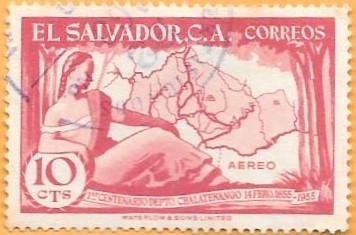 EL SALVADOR.C.A. CORREOS
AEREO
10
CTS
1er CENTENARIO DEPTO. CHALATENANGO 14 FBRO. 1855-1955
WATERLOW & SONS LIMITED